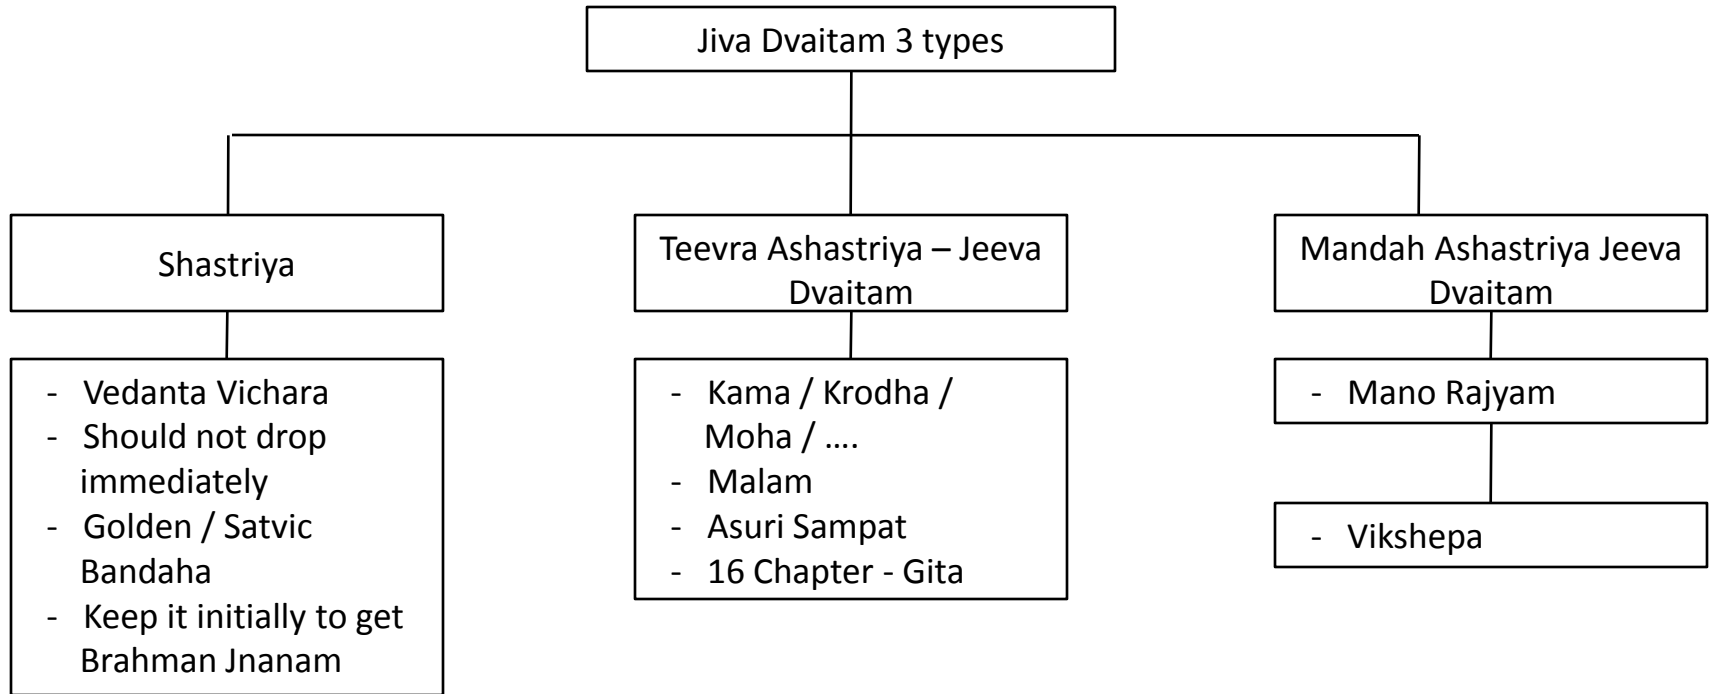 Jiva Dvaitam 3 types
Shastriya
Teevra Ashastriya – Jeeva
Dvaitam
Mandah Ashastriya Jeeva
Dvaitam
- Vedanta Vichara
- Should not drop
immediately
- Golden / Satvic
Bandaha
- Keep it initially to get
Brahman Jnanam
- Kama / Krodha /
Moha / ....
- Malam
- Asuri Sampat
- 16 Chapter - Gita
- Mano Rajyam
- Vikshepa